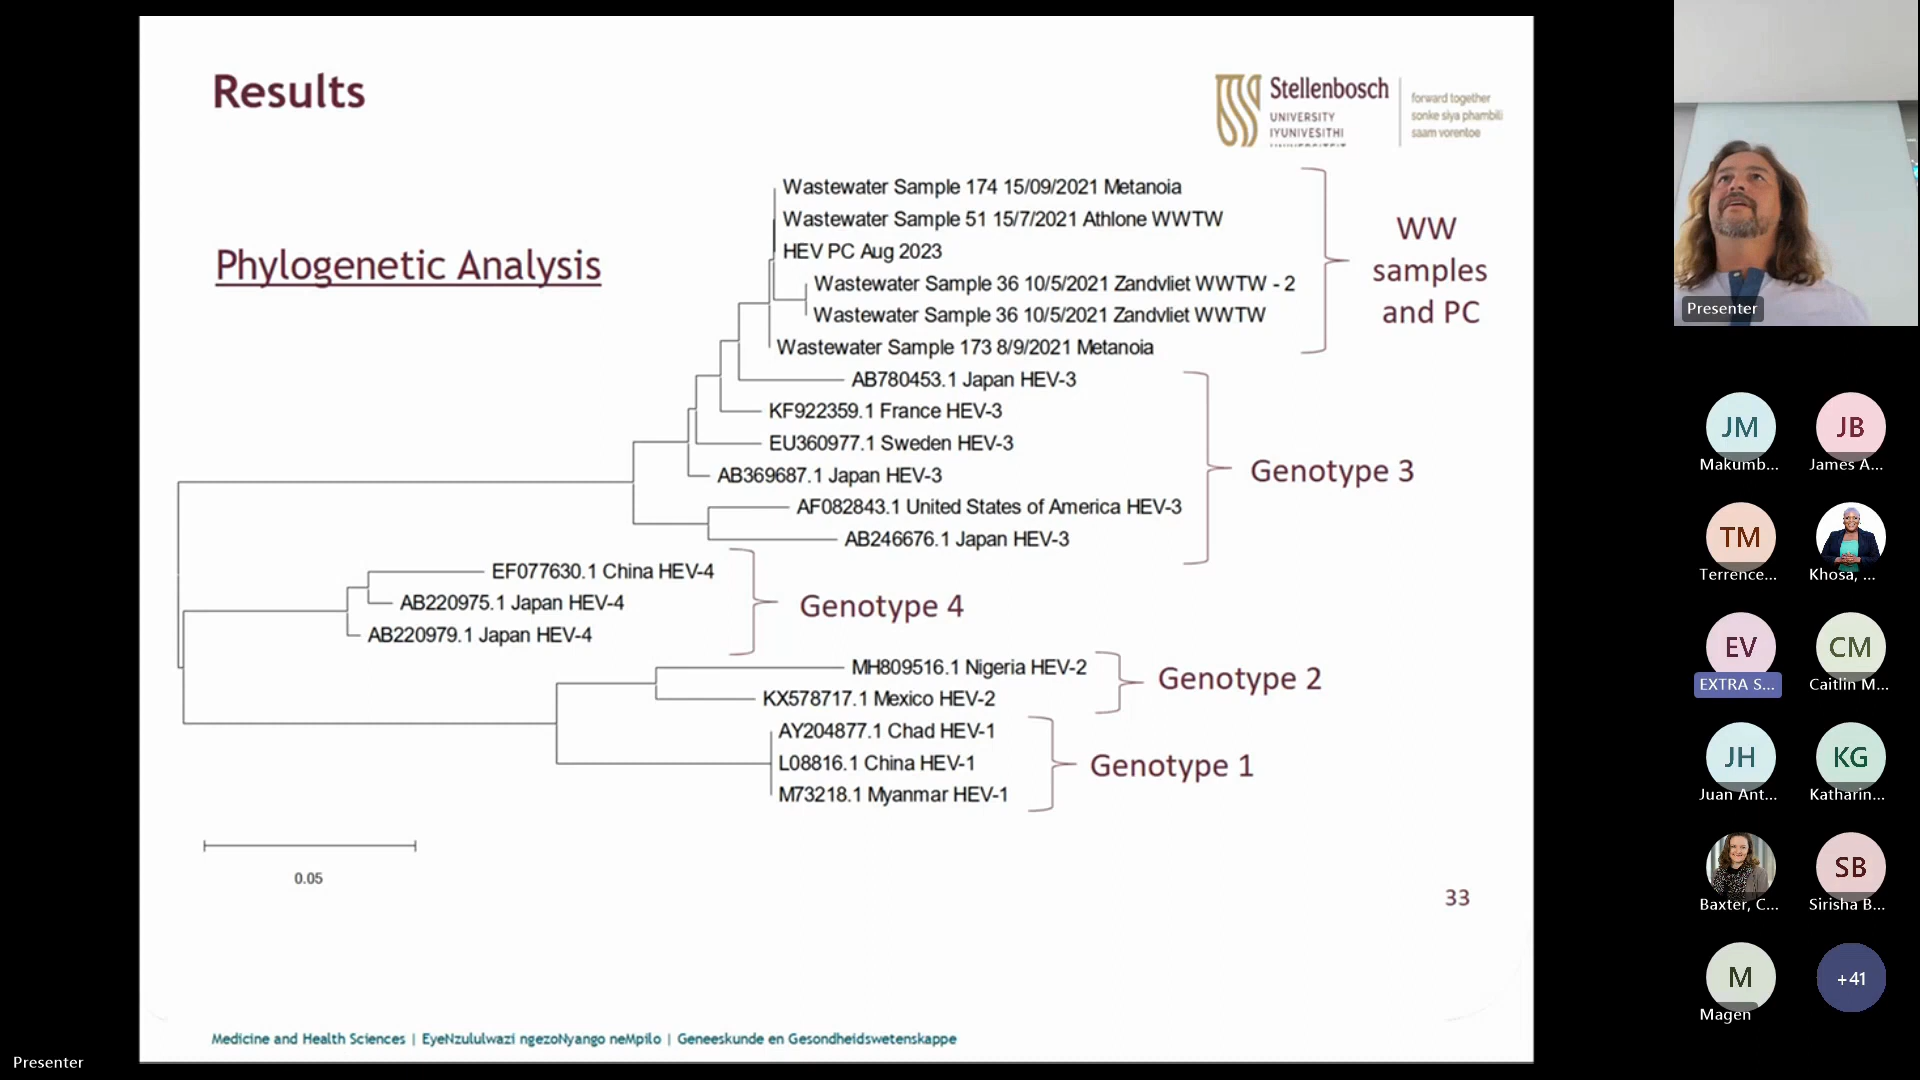 Results
Stellenbosch
UNIVERSITY
IYUNIVESITHI
forward together
sonke siya phambili
saam vorentoe
Phylogenetic Analysis
Wastewater Sample 174 15/09/2021 Metanoia
Wastewater Sample 51 15/7/2021 Athlone WWTW
HEV PC Aug 2023
Wastewater Sample 36 10/5/2021 Zandvliet WWTW - 2
Wastewater Sample 36 10/5/2021 Zandvliet WWTW
Wastewater Sample 173 8/9/2021 Metanoia
WW
samples
and PC
AB780453.1 Japan HEV-3
KF922359.1 France HEV-3
EU360977.1 Sweden HEV-3
AB369687.1 Japan HEV-3
AF082843.1 United States of America HEV-3
AB246676.1 Japan HEV-3
Genotype 3
EF077630.1 China HEV-4
AB220975.1 Japan HEV-4
AB220979.1 Japan HEV-4
Genotype 4
MH809516.1 Nigeria HEV-2
KX578717.1 Mexico HEV-2
Genotype 2
AY204877.1 Chad HEV-1
L08816.1 China HEV-1
M73218.1 Myanmar HEV-1
Genotype 1
0.05
33
Medicine and Health Sciences | EyeNzululwazi ngezoNyango neMpilo | Geneeskunde en Gesondheidswetenskappe
Presenter
Presenter
JM
Makumb...
JB
James A...
TM
Terrence...
Khosa, ...
EV
EXTRA S...
CM
Caitlin M...
JH
Juan Ant...
KG
Katharin...
Baxter, C...
SB
Sirisha B...
M
Magen
+41